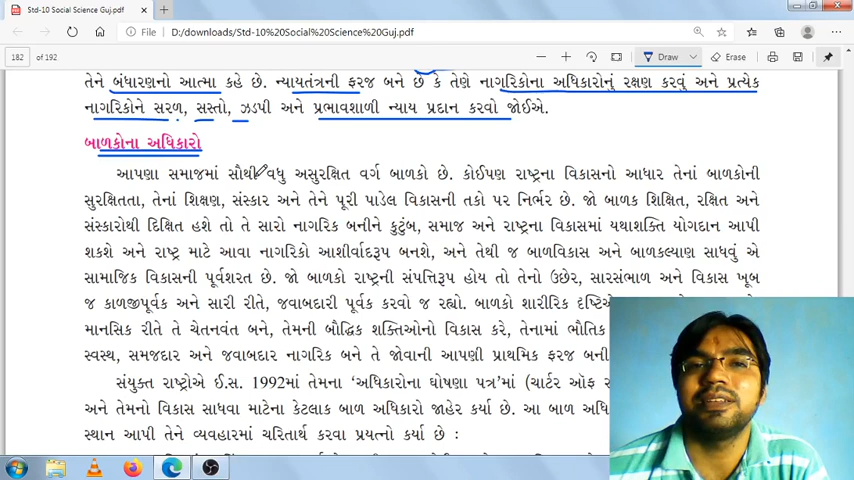 Std-10 Social Science Guj.pdf
File
D:/downloads/Std-10%20Social%20Science%20Guj.pdf
182 of 192
Draw
Erase
તેને બંધારણનો આત્મા કહે છે. ન્યાયતંત્રની ફરજ બને છે કે તેણે નાગરિકોના અધિકારોનું રક્ષણ કરવું અને પ્રત્યેક
નાગરિકોને સરળ, સસ્તો, ઝડપી અને પ્રભાવશાળી ન્યાય પ્રદાન કરવો જોઈએ.
બાળકોના અધિકારો
આપણા સમાજમાં સૌથી વધુ અસુરક્ષિત વર્ગ બાળકો છે. કોઈપણ રાષ્ટ્રના વિકાસનો આધાર તેનાં બાળકોની
સુરક્ષિતતા, તેનાં શિક્ષણ, સંસ્કાર અને તેને પૂરી પાડેલ વિકાસની તકો પર નિર્ભર છે. જો બાળક શિક્ષિત, રક્ષિત અને
સંસ્કારોથી દિક્ષિત હશે તો તે સારો નાગરિક બનીને કુટુંબ, સમાજ અને રાષ્ટ્રના વિકાસમાં યથાશક્તિ યોગદાન આપી
શકશે અને રાષ્ટ્ર માટે આવા નાગરિકો આશીર્વાદરૂપ બનશે, અને તેથી જ બાળવિકાસ અને બાળકલ્યાણ સાધવું એ
સામાજિક વિકાસની પૂર્વશરત છે. જો બાળકો રાષ્ટ્રની સંપત્તિરૂપ હોય તો તેનો ઉછેર, સારસંભાળ અને વિકાસ ખૂબ
જ કાળજીપૂર્વક અને સારી રીતે, જવાબદારી પૂર્વક કરવો જ રહ્યો. બાળકો શારીરિક દૃષ્ટિએ
માનસિક રીતે તે ચેતનવંત બને, તેમની બૌદ્ધિક શક્તિઓનો વિકાસ કરે, તેનામાં ભૌતિક
સ્વસ્થ, સમજદાર અને જવાબદાર નાગરિક બને તે જોવાની આપણી પ્રાથમિક ફરજ બની
સંયુક્ત રાષ્ટ્રોએ ઈ.સ. 1992માં તેમના ‘અધિકારોના ઘોષણા પત્ર’માં (ચાર્ટર ઑફ
અને તેમનો વિકાસ સાધવા માટેના કેટલાક બાળ અધિકારો જાહેર કર્યા છે. આ બાળ
સ્થાન આપી તેને વ્યવહારમાં ચરિતાર્થ કરવા પ્રયત્નો કર્યા છે :